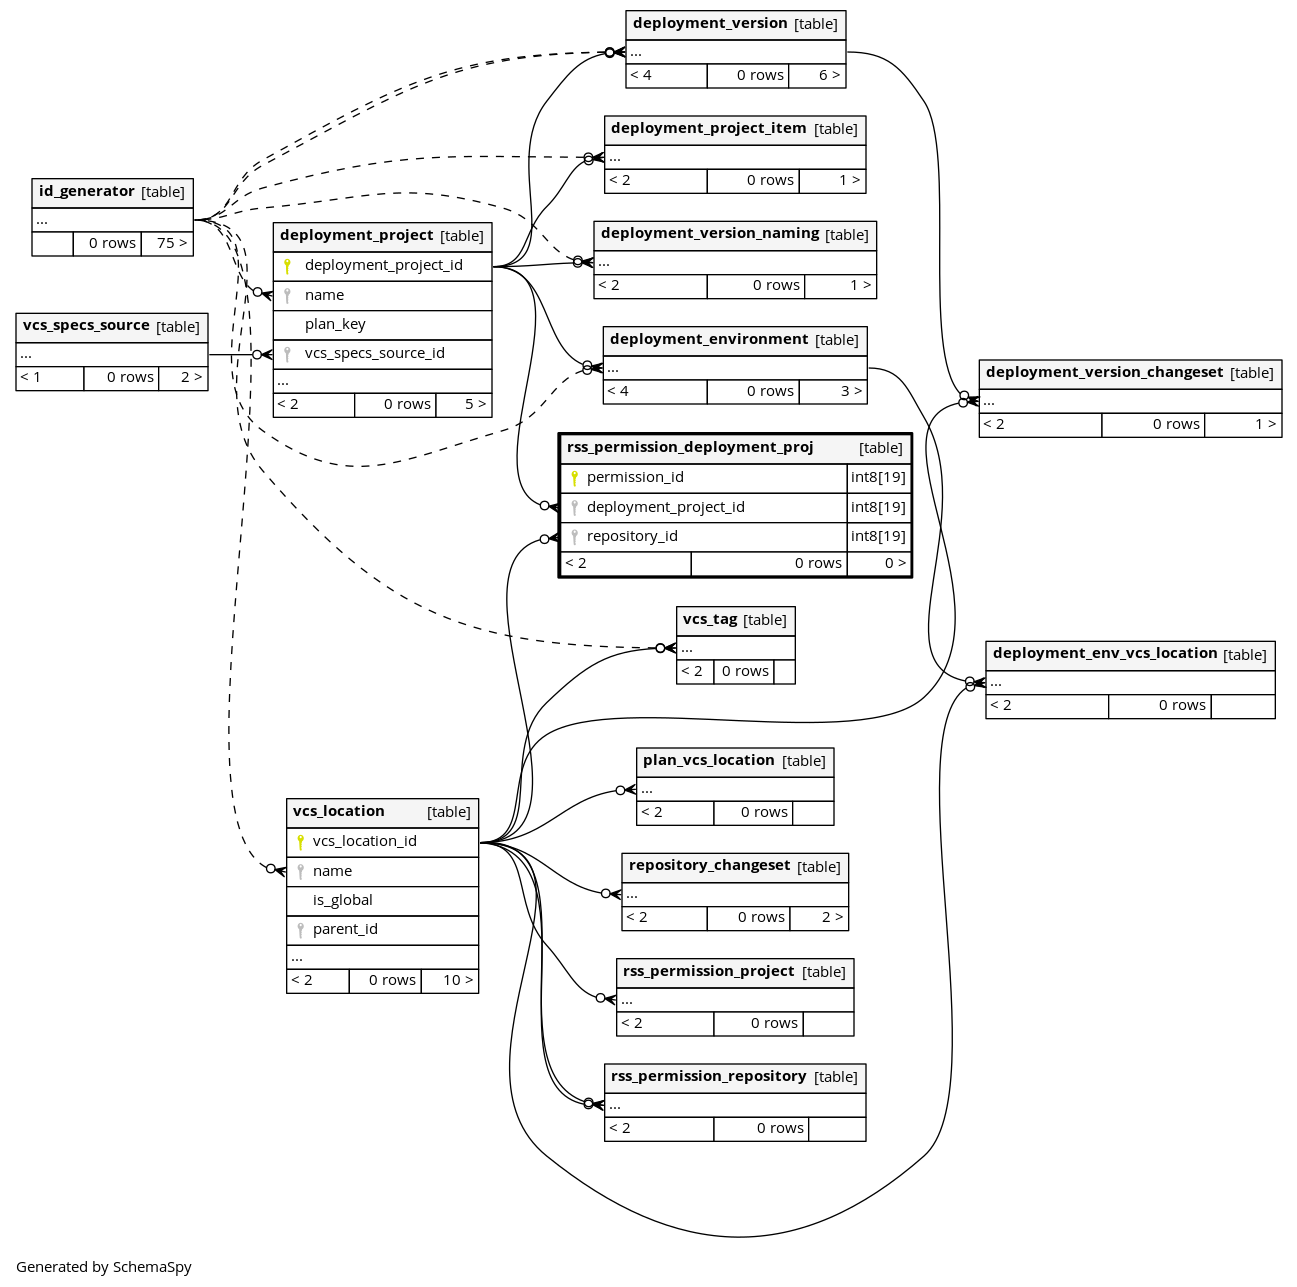 deployment_version [table]
...
< 4 0 rows 6 >
deployment_project_item [table]
...
< 2 0 rows 1 >
id_generator [table]
...
0 rows 75 >
deployment_project [table]
deployment_project_id
name
plan_key
vcs_specs_source_id
...
< 2 0 rows 5 >
deployment_version_naming [table]
...
< 2 0 rows 1 >
vcs_specs_source [table]
...
< 1 0 rows 2 >
deployment_environment [table]
...
< 4 0 rows 3 >
deployment_version_changeset [table]
...
< 2 0 rows 1 >
rss_permission_deployment_proj [table]
permission_id int8[19]
deployment_project_id int8[19]
repository_id int8[19]
< 2 0 rows 0 >
vcs_tag [table]
...
< 2 0 rows
deployment_env_vcs_location [table]
...
< 2 0 rows
plan_vcs_location [table]
...
< 2 0 rows
vcs_location [table]
vcs_location_id
name
is_global
parent_id
...
< 2 0 rows 10 >
repository_changeset [table]
...
< 2 0 rows 2 >
rss_permission_project [table]
...
< 2 0 rows
rss_permission_repository [table]
...
< 2 0 rows
Generated by SchemaSpy